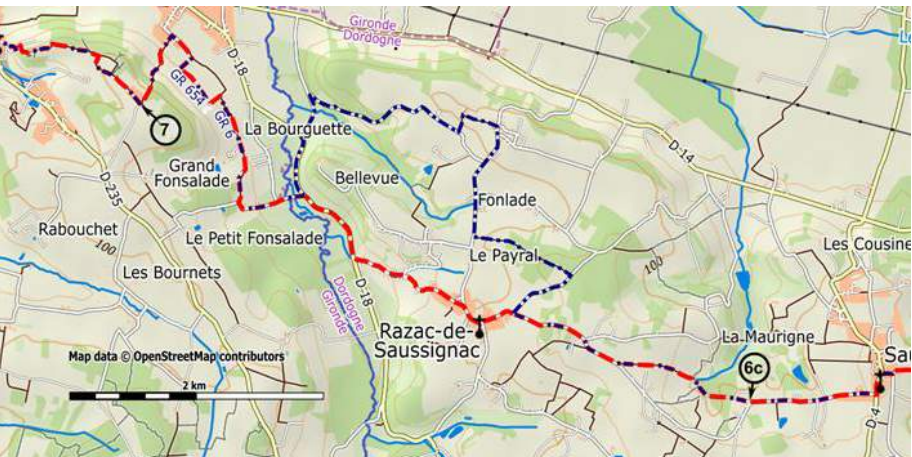 Gironde
Dordogne
D-18
GR 654
GR 6
7
La Bourguette
D-14
Grand
Fonsalade
Bellevue
D-235
Fonlade
Rabouchet
100
Le Petit Fonsalade
Les Cousine
Le Payral
100
Les Bournets
Dordogne
Gironde
D-18
Razac-de-
Saussignac
La Maurigne
Map data © OpenStreetMap contributors
6c
Sau
2 km
D-4